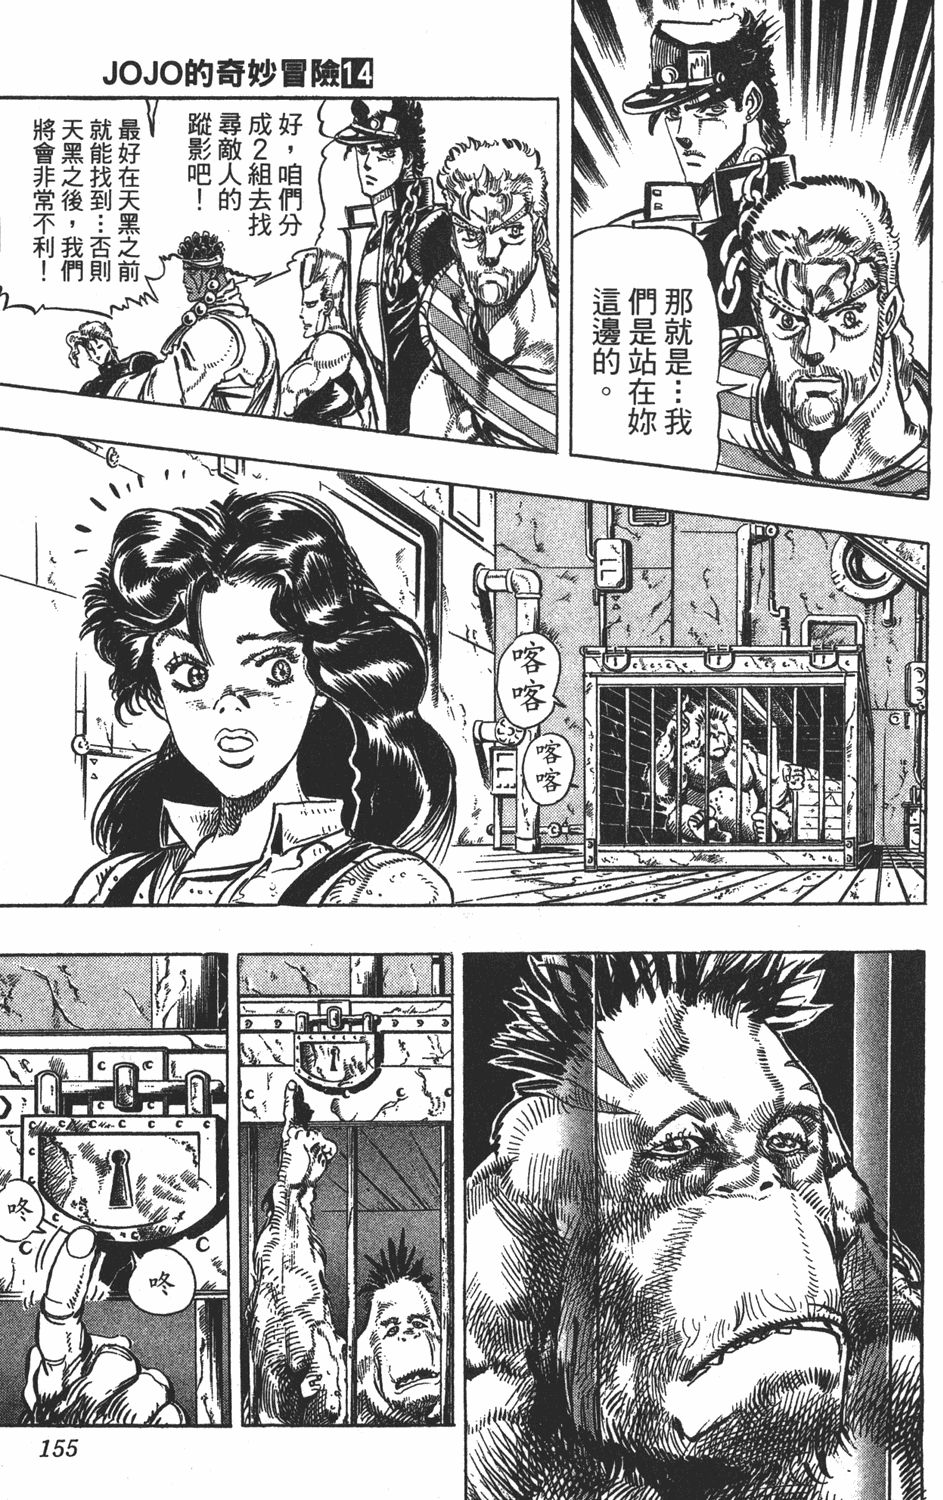 JOJO的奇妙冒險14
那就是…我
們是站在妳
這邊的。
好，咱們分
成2組去找
尋敵人的
蹤影吧！
最好在天黑之前
就能找到…否則
天黑之後，我們
將會非常不利！
喀喀
喀喀
咚
咚
155